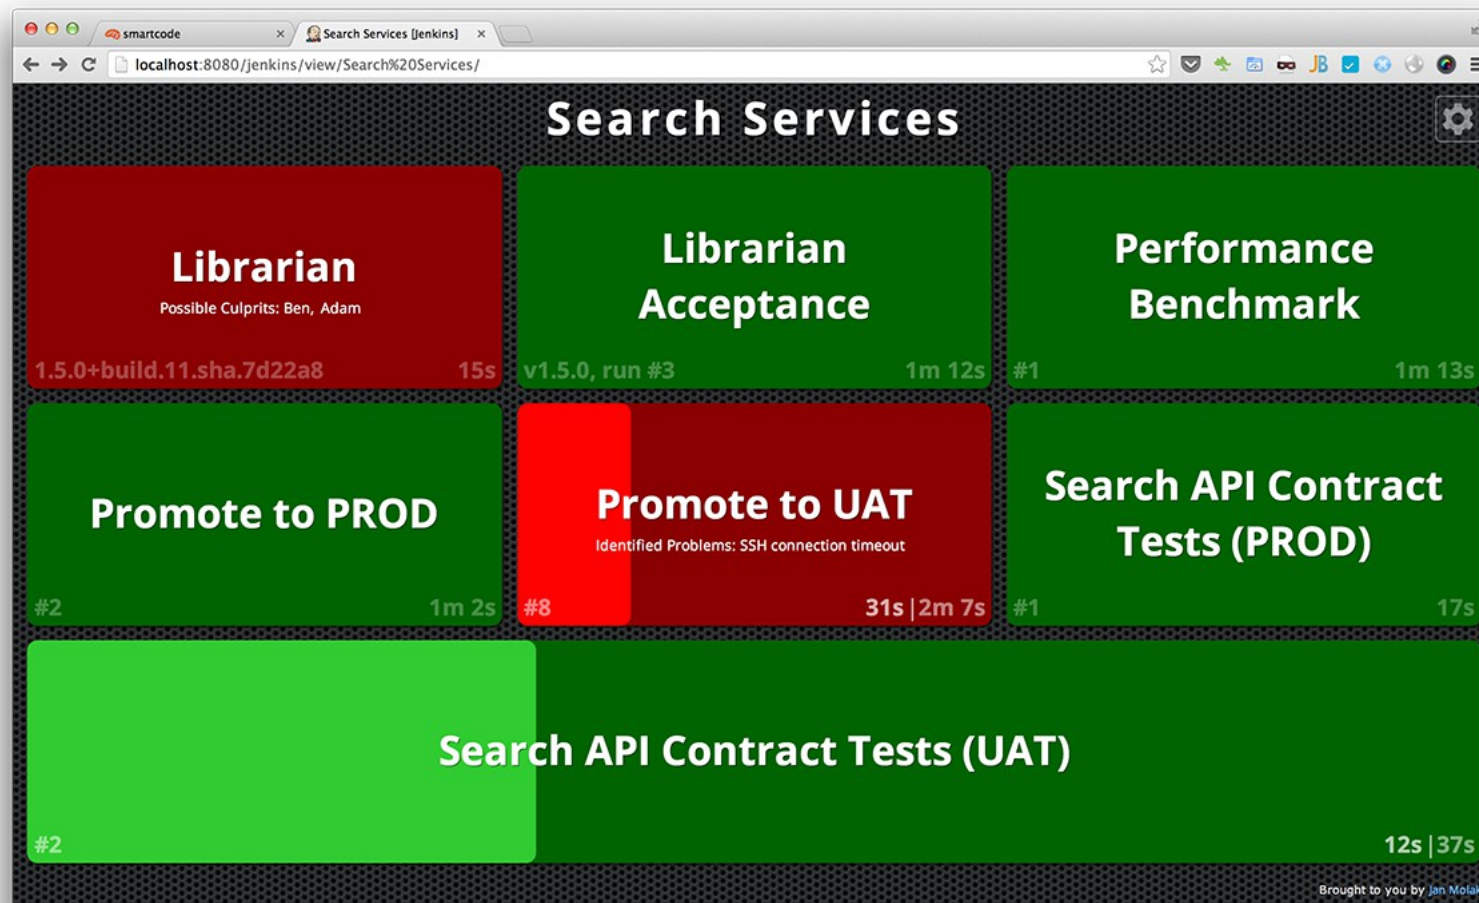 smartcode
Search Services [Jenkins]
localhost:8080/jenkins/view/Search%20Services/
JB
Search Services
Librarian
Possible Culprits: Ben, Adam
1.5.0+build.11.sha.7d22a8 15s
Librarian
Acceptance
v1.5.0, run #3 1m 12s
Performance
Benchmark
#1 1m 13s
Promote to PROD
#2 1m 2s
Promote to UAT
Identified Problems: SSH connection timeout
#8 31s|2m 7s
Search API Contract
Tests (PROD)
#1 17s
Search API Contract Tests (UAT)
#2 12s|37s
Brought to you by Jan Molak